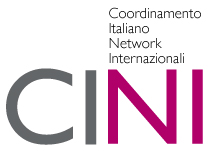 Coordinamento
Italiano
Network
Internazionali
CINI